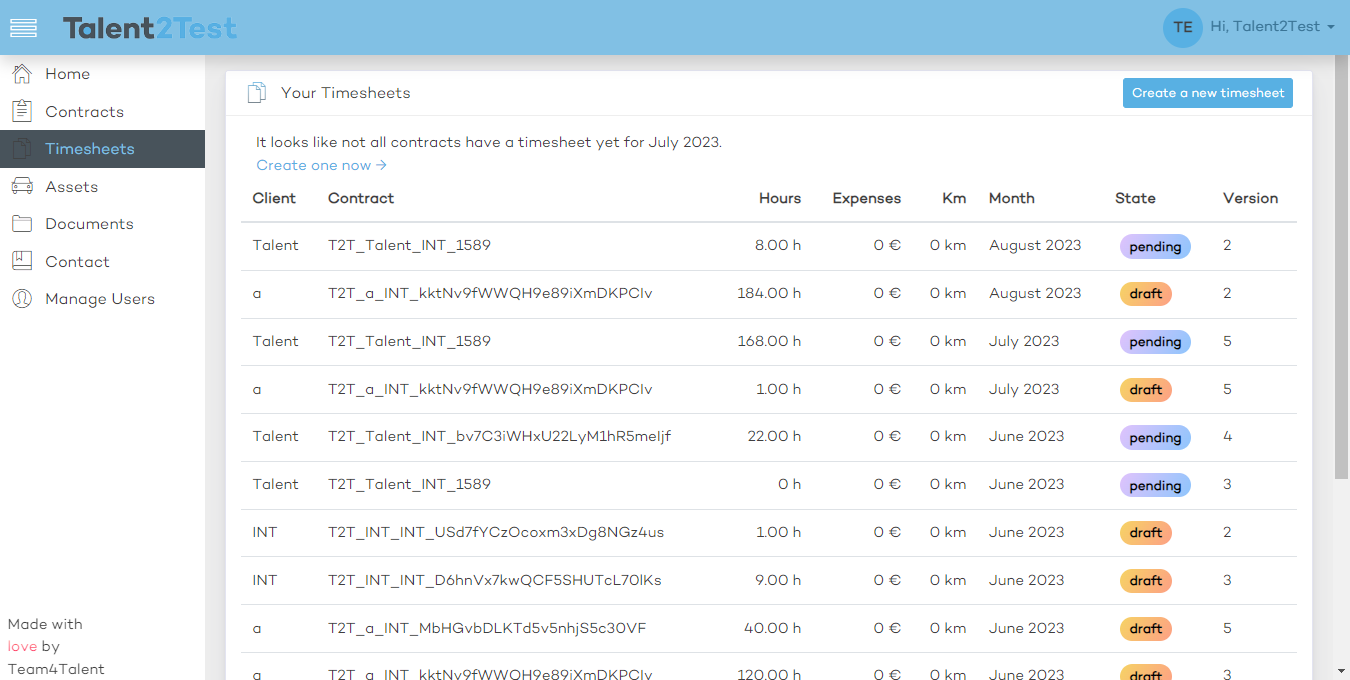 Talent2Test
TE Hi, Talent2Test
Home
Contracts
Timesheets
Assets
Documents
Contact
Manage Users
Made with
love by
Team4Talent
Your Timesheets Create a new timesheet
It looks like not all contracts have a timesheet yet for July 2023.
Create one now →
Client Contract Hours Expenses Km Month State Version
Talent T2T_Talent_INT_1589 8.00 h 0 € 0 km August 2023 pending 2
a T2T_a_INT_kktNv9fWWQH9e89iXmDKPCIv 184.00 h 0 € 0 km August 2023 draft 2
Talent T2T_Talent_INT_1589 168.00 h 0 € 0 km July 2023 pending 5
a T2T_a_INT_kktNv9fWWQH9e89iXmDKPCIv 1.00 h 0 € 0 km July 2023 draft 5
Talent T2T_Talent_INT_bv7C3iWHxU22LyM1hR5meIjf 22.00 h 0 € 0 km June 2023 pending 4
Talent T2T_Talent_INT_1589 0 h 0 € 0 km June 2023 pending 3
INT T2T_INT_INT_USd7fYCzOcoxm3xDg8NGz4us 1.00 h 0 € 0 km June 2023 draft 2
INT T2T_INT_INT_D6hnVx7kwQCF5SHUTcL70IKs 9.00 h 0 € 0 km June 2023 draft 3
a T2T_a_INT_MbHGvbDLKTd5v5nhjS5c30VF 40.00 h 0 € 0 km June 2023 draft 5
a T2T_a_INT_kktNv9fWWQH9e89iXmDKPCIv 120.00 h 0 € 0 km June 2023 draft 3